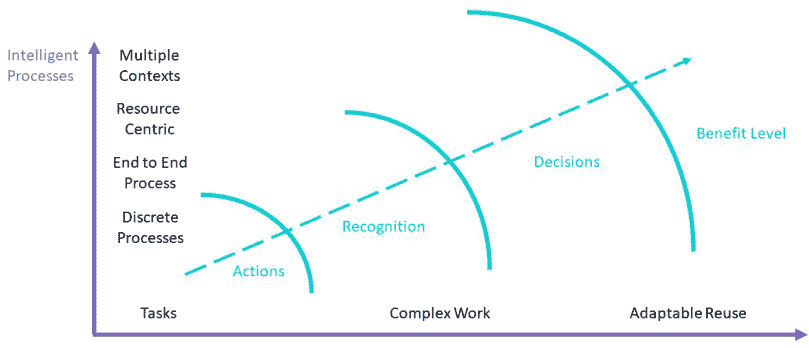 Intelligent
Processes
Multiple
Contexts
Resource
Centric
End to End
Process
Discrete
Processes
Benefit Level
Decisions
Recognition
Actions
Tasks
Complex Work
Adaptable Reuse